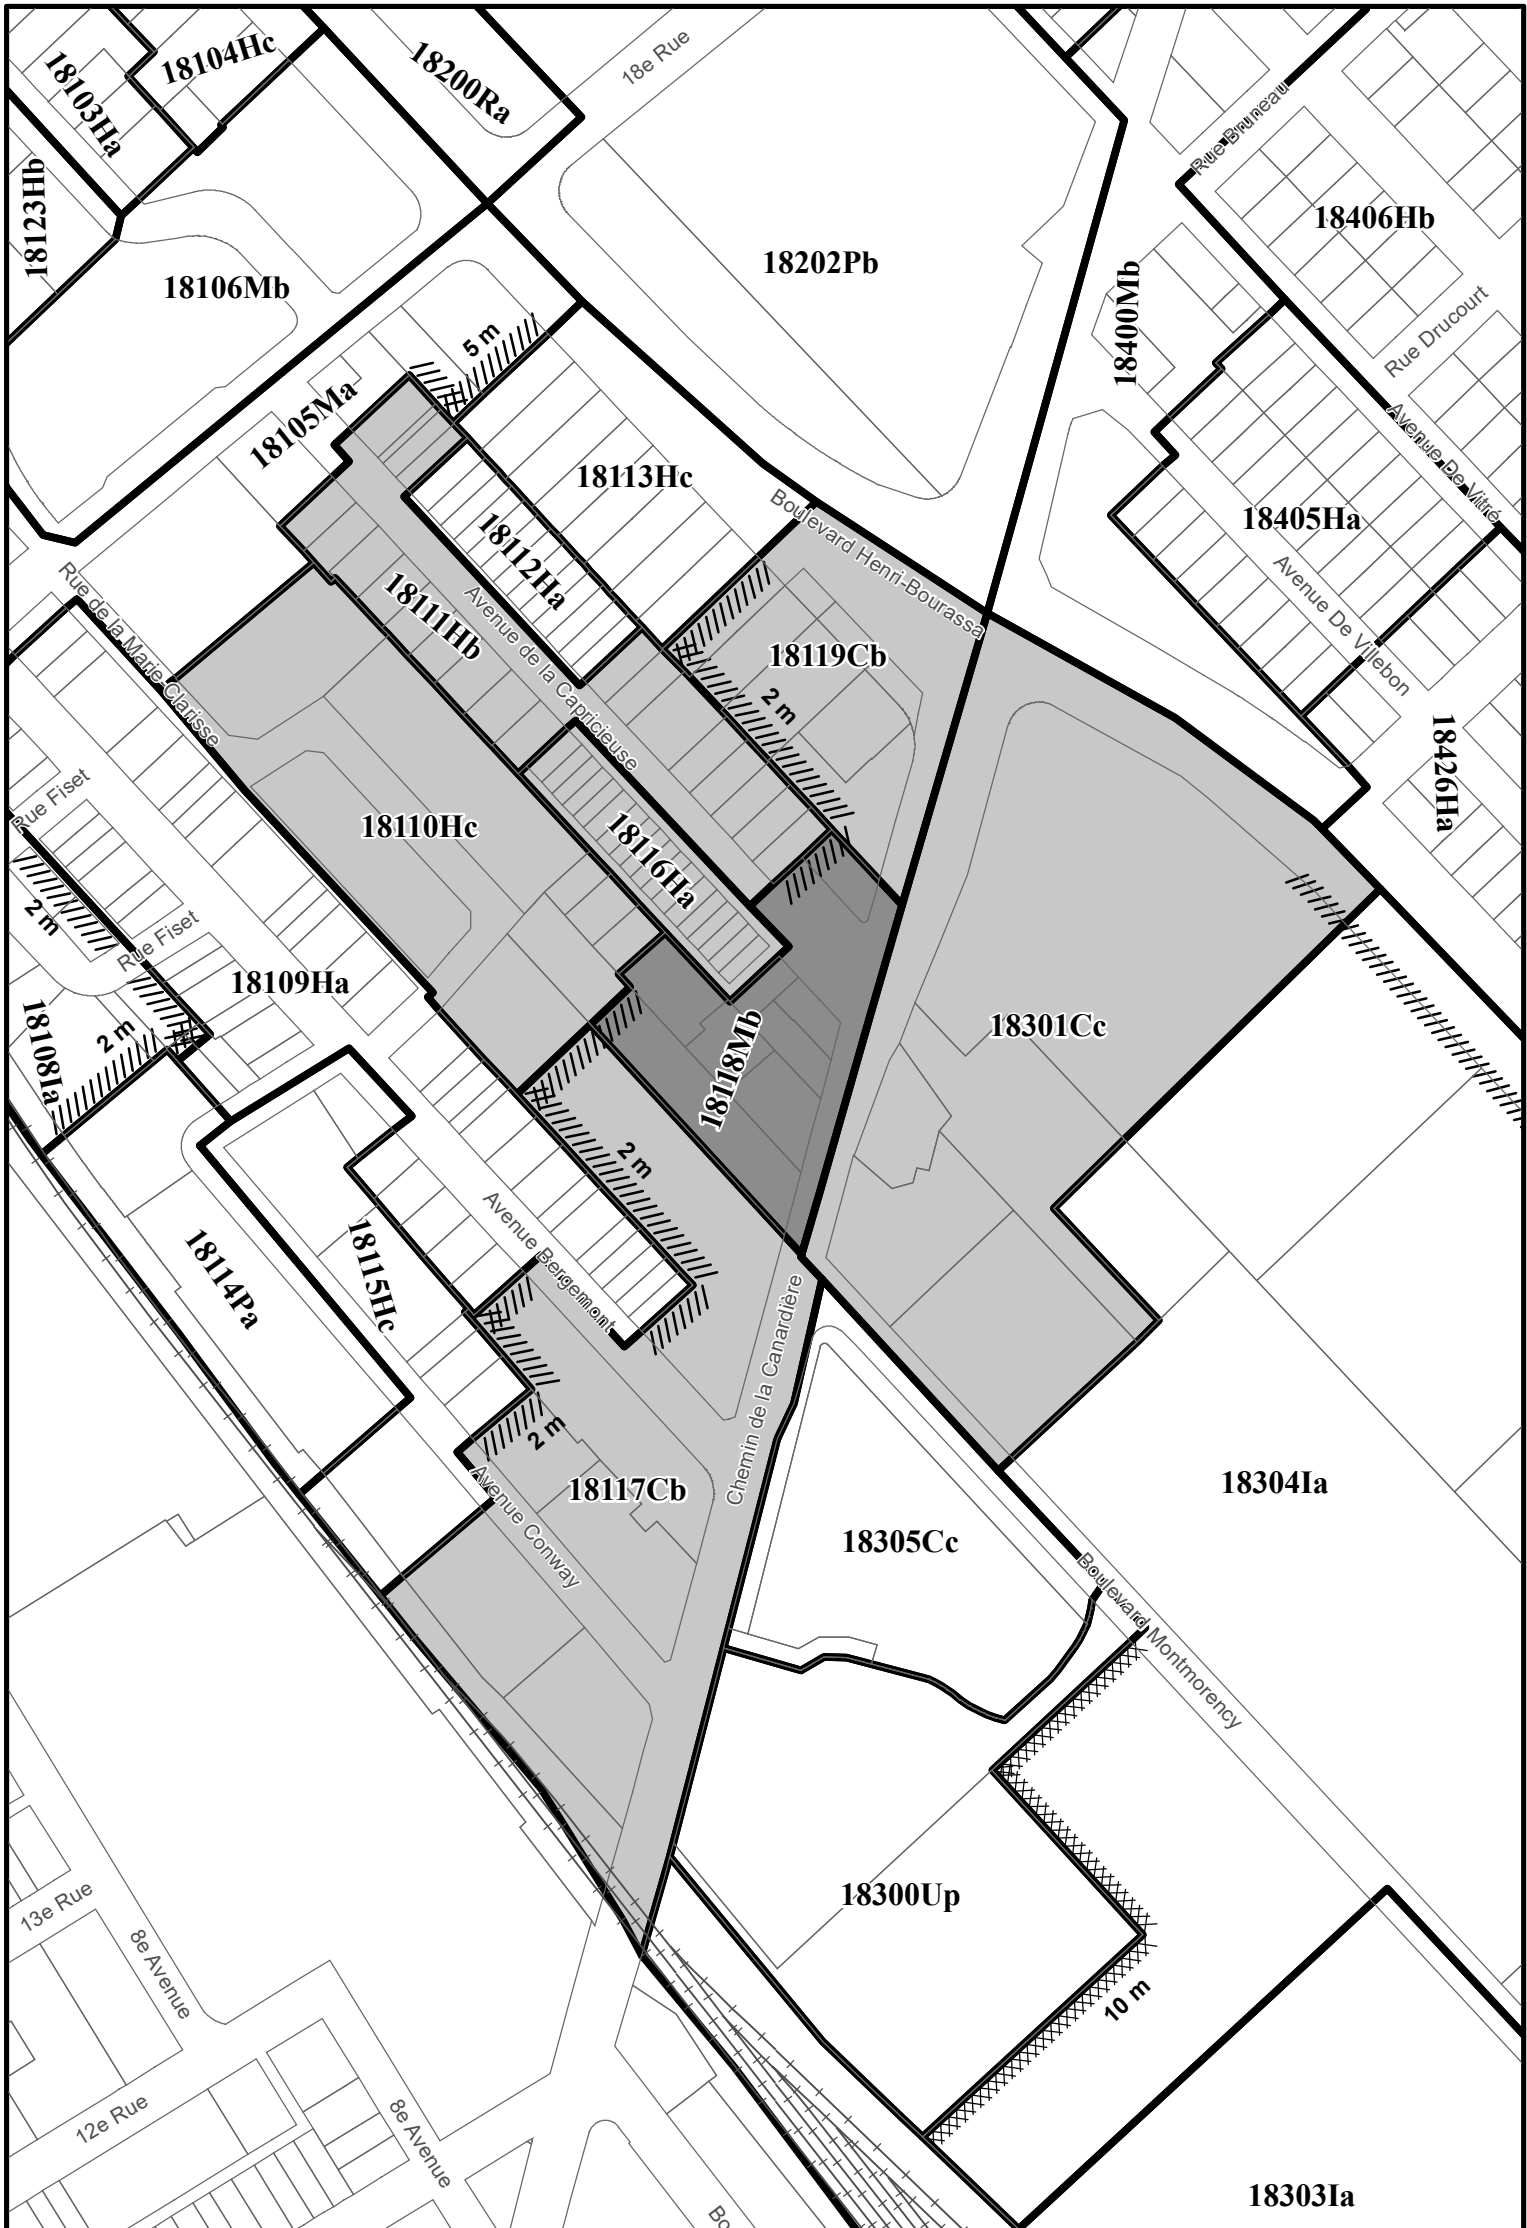 18103Ha
18104Hc
18200Ra
18e Rue
Rue Bruneau
18123Hb
18106Mb
18202Pb
18406Hb
18400Mb
Rue Drucourt
5 m
18105Ma
18113Hc
Boulevard Henri-Bourassa
Avenue De Vitré
18405Ha
Avenue De Villebon
18112Ha
Rue de la Marie-Clarisse
18111Hb
Avenue de la Capricieuse
18119Cb
2 m
18426Ha
Rue Fiset
18110Hc
18116Ha
2 m
Rue Fiset
18109Ha
18108Ia
2 m
18301Cc
18118Mb
2 m
18114Pa
18115Hc
Avenue Bergemont
Chemin de la Canardière
2 m
18117Cb
Avenue Conway
18304Ia
18305Cc
Boulevard Montmorency
18300Up
13e Rue
8e Avenue
10 m
12e Rue
8e Avenue
18303Ia